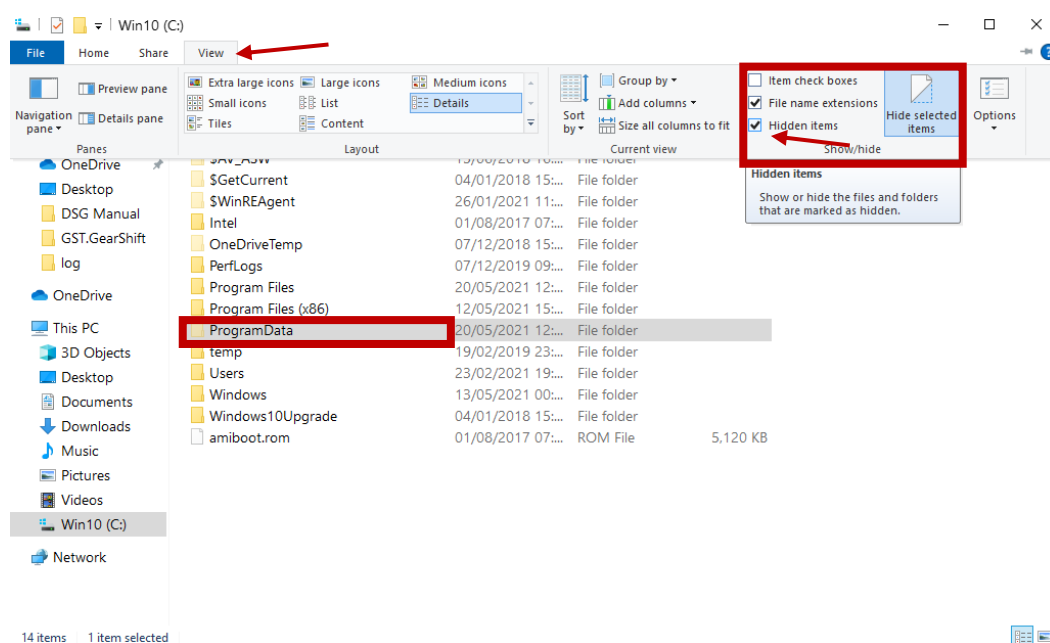 Win10 (C:)
File Home Share View
Preview pane
Details pane
Navigation pane
Panes
Extra large icons Large icons Medium icons
Small icons List Details
Tiles Content
Layout
Sort by
Group by
Add columns
Size all columns to fit
Current view
Item check boxes
File name extensions
Hidden items
Hide selected items
Show/hide
Options
Hidden items
Show or hide the files and folders
that are marked as hidden.
OneDrive
Desktop
DSG Manual
GST.GearShift
log
OneDrive
This PC
3D Objects
Desktop
Documents
Downloads
Music
Pictures
Videos
Win10 (C:)
Network
$GetCurrent 04/01/2018 15:... File folder
$WinREAgent 26/01/2021 11:... File folder
Intel 01/08/2017 07:... File folder
OneDriveTemp 07/12/2018 15:... File folder
PerfLogs 07/12/2019 09:... File folder
Program Files 20/05/2021 12:... File folder
Program Files (x86) 12/05/2021 15:... File folder
ProgramData 20/05/2021 12:... File folder
temp 19/02/2019 23:... File folder
Users 23/02/2021 19:... File folder
Windows 13/05/2021 00:... File folder
Windows10Upgrade 04/01/2018 15:... File folder
amiboot.rom 01/08/2017 07:... ROM File 5,120 KB
14 items 1 item selected